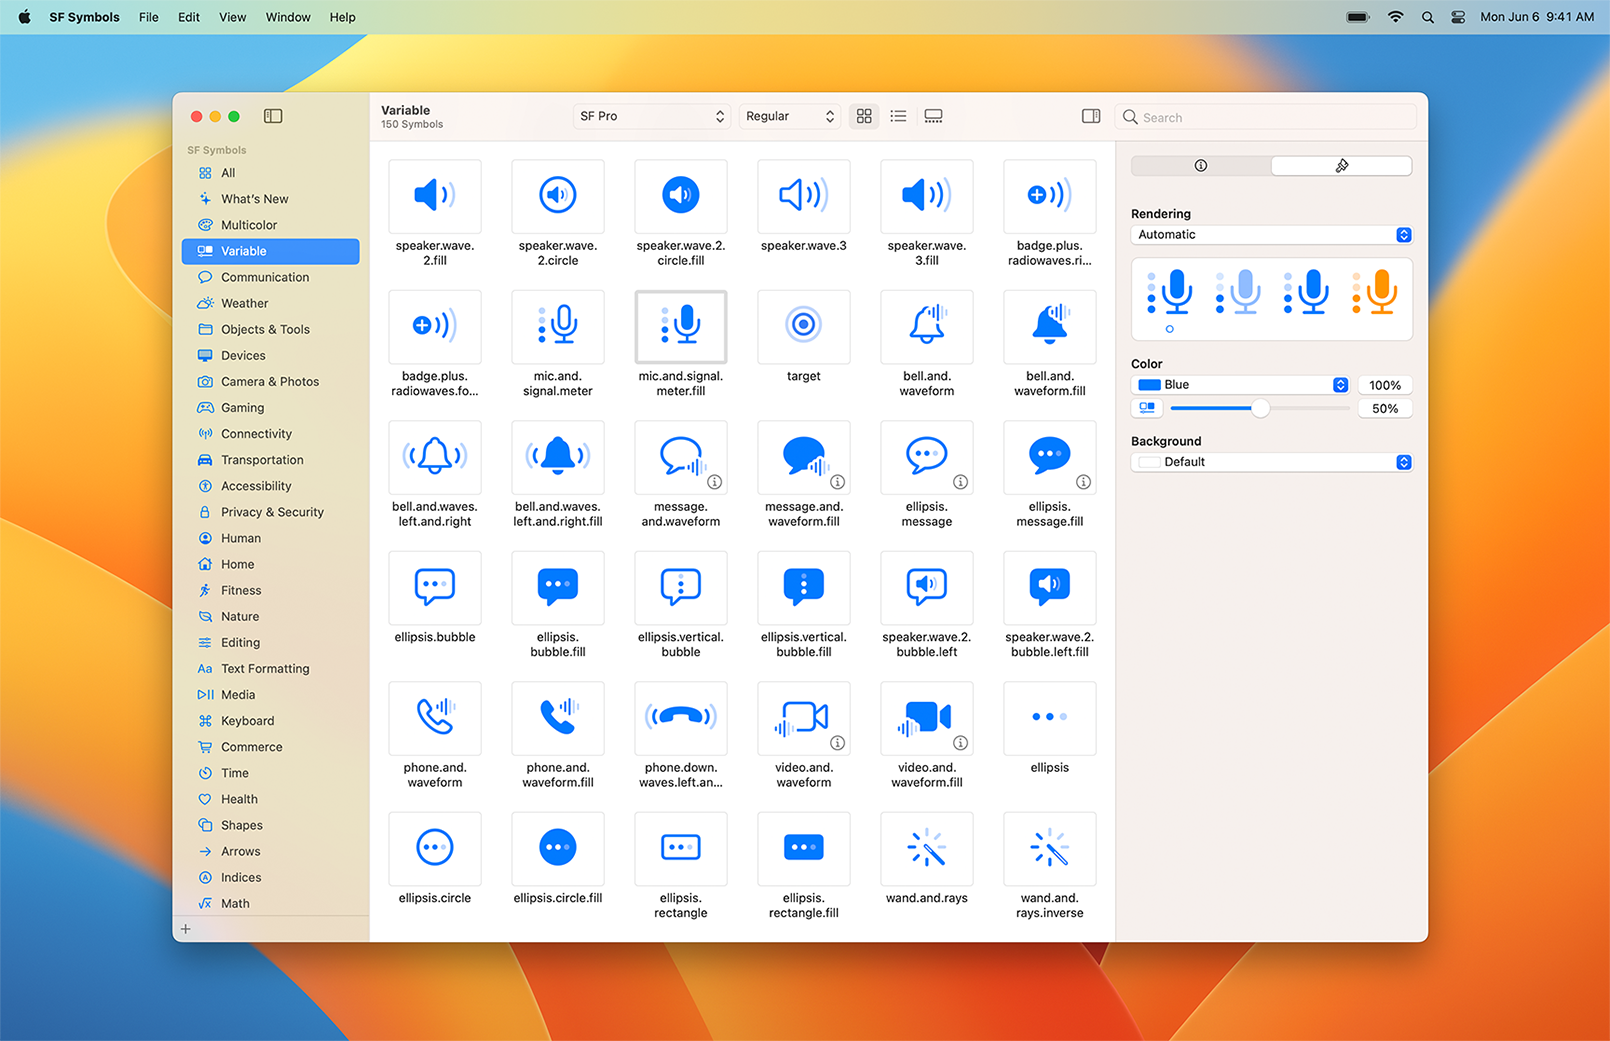 SF Symbols File Edit View Window Help Mon Jun 6 9:41 AM
Variable
150 Symbols
SF Pro
Regular
Search
SF Symbols
All
What's New
Multicolor
Variable
Communication
Weather
Objects & Tools
Devices
Camera & Photos
Gaming
Connectivity
Transportation
Accessibility
Privacy & Security
Human
Home
Fitness
Nature
Editing
Aa Text Formatting
Media
Keyboard
Commerce
Time
Health
Shapes
Arrows
Indices
Math
speaker.wave.
2.fill
speaker.wave.
2.circle
speaker.wave.2.
circle.fill
speaker.wave.3
speaker.wave.
3.fill
badge.plus.
radiowaves.ri...
badge.plus.
radiowaves.fo...
mic.and.
signal.meter
mic.and.signal.
meter.fill
target
bell.and.
waveform
bell.and.
waveform.fill
bell.and.waves.
left.and.right
bell.and.waves.
left.and.right.fill
message.
and.waveform
message.and.
waveform.fill
ellipsis.
message
ellipsis.
message.fill
ellipsis.bubble
ellipsis.
bubble.fill
ellipsis.vertical.
bubble
ellipsis.vertical.
bubble.fill
speaker.wave.2.
bubble.left
speaker.wave.2.
bubble.left.fill
phone.and.
waveform
phone.and.
waveform.fill
phone.down.
waves.left.an...
video.and.
waveform
video.and.
waveform.fill
ellipsis
ellipsis.circle
ellipsis.circle.fill
ellipsis.
rectangle
ellipsis.
rectangle.fill
wand.and.rays
wand.and.
rays.inverse
Rendering
Automatic
Color
Blue 100%
50%
Background
Default